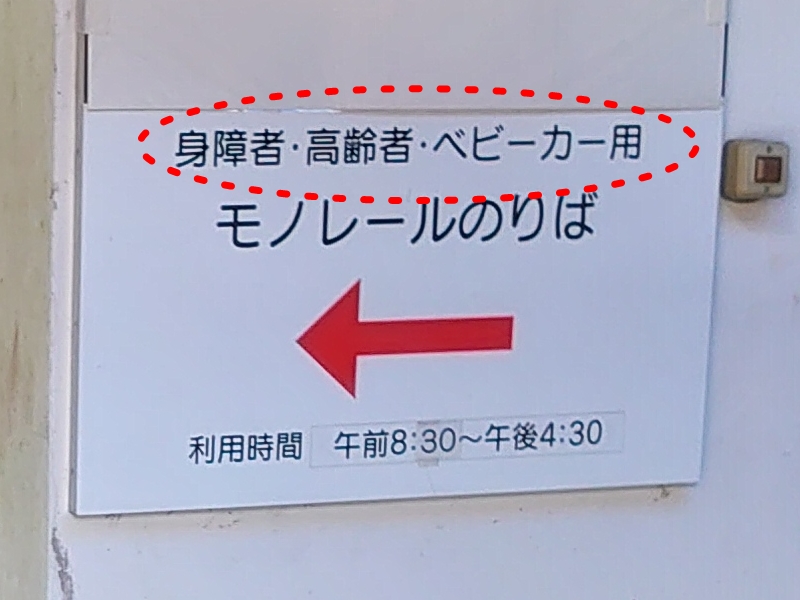 身障者・高齢者・ベビーカー用
モノレールのりば
利用時間 午前8:30～午後4:30